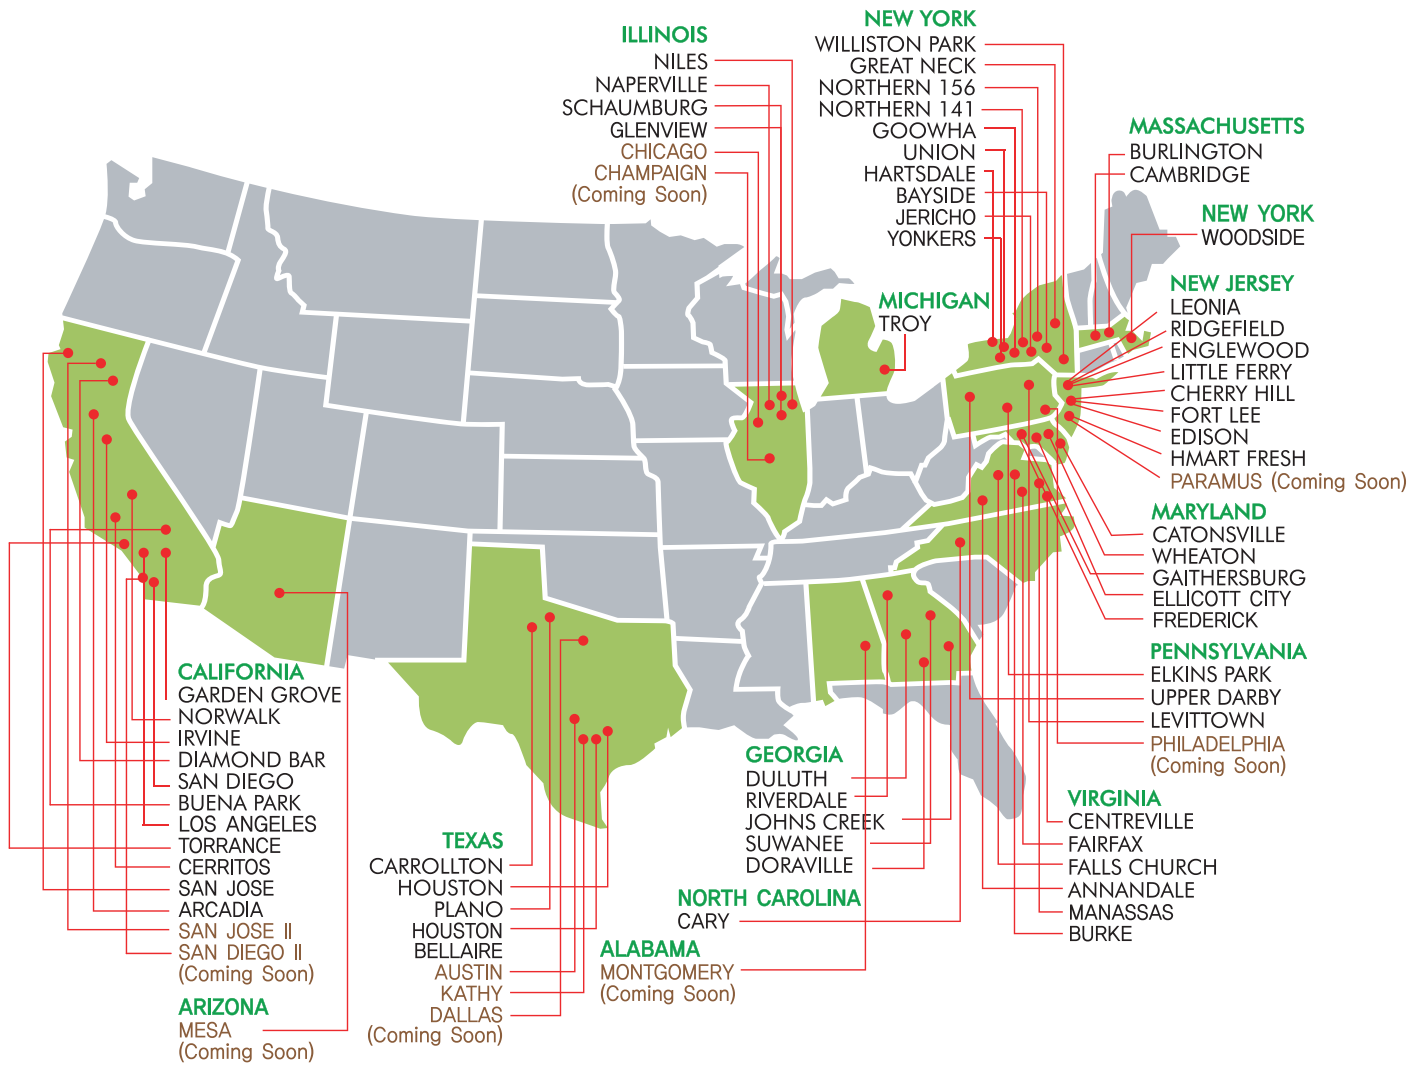 ILLINOIS
NILES
NAPERVILLE
SCHAUMBURG
GLENVIEW
CHICAGO
CHAMPAIGN
(Coming Soon)
NEW YORK
WILLISTON PARK
GREAT NECK
NORTHERN 156
NORTHERN 141
GOOWHA
UNION
HARTSDALE
BAYSIDE
JERICHO
YONKERS
MASSACHUSETTS
BURLINGTON
CAMBRIDGE
NEW YORK
WOODSIDE
MICHIGAN
TROY
NEW JERSEY
LEONIA
RIDGEFIELD
ENGLEWOOD
LITTLE FERRY
CHERRY HILL
FORT LEE
EDISON
HMART FRESH
PARAMUS (Coming Soon)
MARYLAND
CATONSVILLE
WHEATON
GAITHERSBURG
ELLICOTT CITY
FREDERICK
PENNSYLVANIA
ELKINS PARK
UPPER DARBY
LEVITTOWN
PHILADELPHIA
(Coming Soon)
VIRGINIA
CENTREVILLE
FAIRFAX
FALLS CHURCH
ANNANDALE
MANASSAS
BURKE
CALIFORNIA
GARDEN GROVE
NORWALK
IRVINE
DIAMOND BAR
SAN DIEGO
BUENA PARK
LOS ANGELES
TORRANCE
CERRITOS
SAN JOSE
ARCADIA
SAN JOSE II
SAN DIEGO II
(Coming Soon)
ARIZONA
MESA
(Coming Soon)
TEXAS
CARROLLTON
HOUSTON
PLANO
HOUSTON
BELLAIRE
AUSTIN
KATHY
DALLAS
(Coming Soon)
GEORGIA
DULUTH
RIVERDALE
JOHNS CREEK
SUWANEE
DORAVILLE
NORTH CAROLINA
CARY
ALABAMA
MONTGOMERY
(Coming Soon)